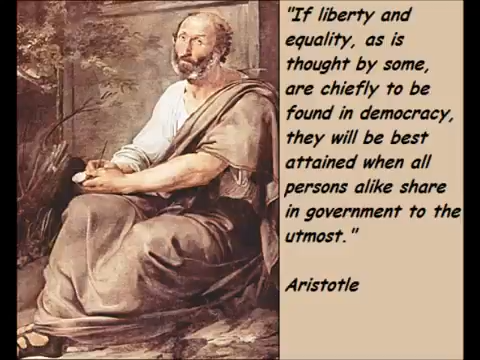 "If liberty and
equality, as is
thought by some,
are chiefly to be
found in democracy,
they will be best
attained when all
persons alike share
in government to the
utmost."
Aristotle